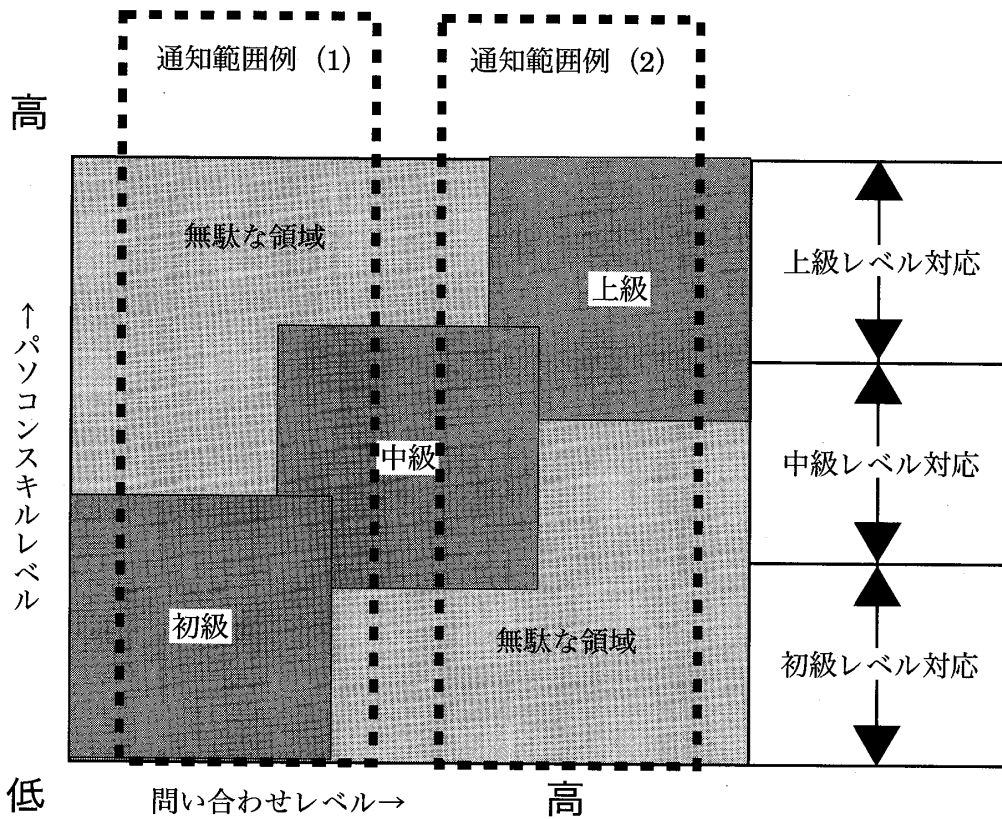 通知範囲例 (1)
通知範囲例 (2)
高
無駄な領域
上級
上級レベル対応
↑パソコンスキルレベル
中級
中級レベル対応
初級
無駄な領域
初級レベル対応
低
問い合わせレベル→
高